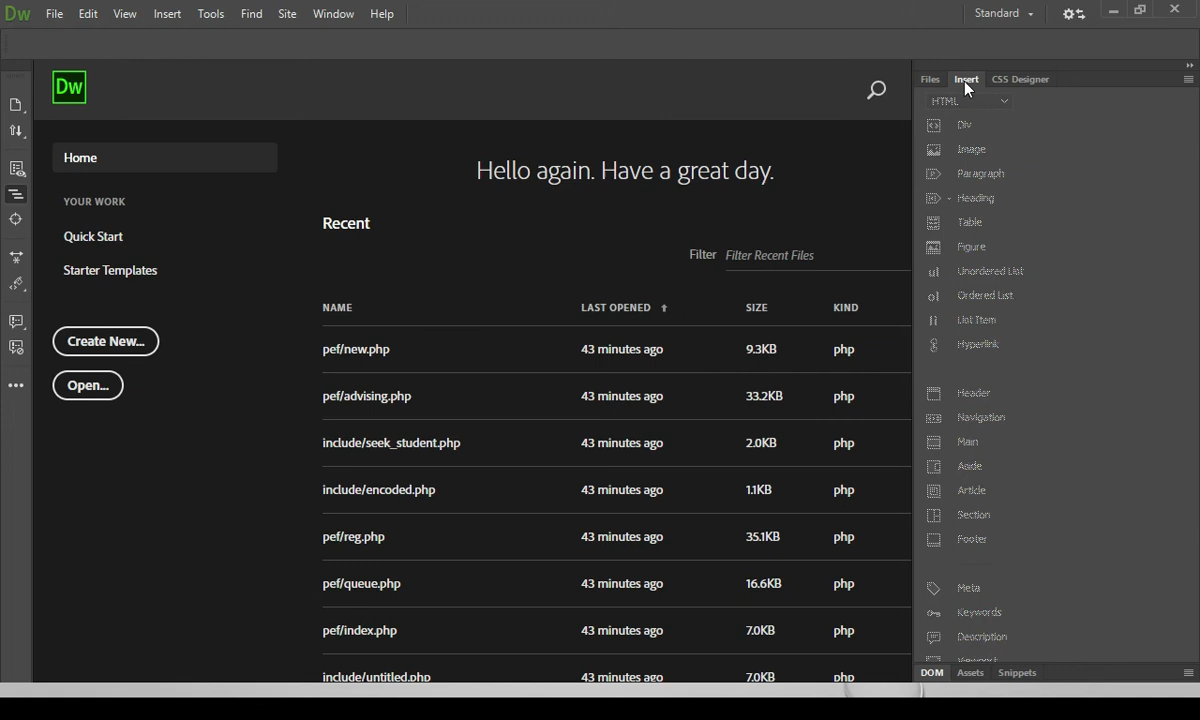 Dw File Edit View Insert Tools Find Site Window Help Standard
Files Insert CSS Designer
Dw
HTML
Div
Image
Paragraph
Heading
Table
Figure
Unordered List
Ordered List
List Item
Hyperlink
Header
Navigation
Main
Aside
Article
Section
Footer
Meta
Keywords
Description
Viewport
DOM Assets Snippets
Home
YOUR WORK
Quick Start
Starter Templates
Create New...
Open...
Hello again. Have a great day.
Recent
Filter Filter Recent Files
NAME LAST OPENED SIZE KIND
pef/new.php 43 minutes ago 9.3KB php
pef/advising.php 43 minutes ago 33.2KB php
include/seek_student.php 43 minutes ago 2.0KB php
include/encoded.php 43 minutes ago 1.1KB php
pef/reg.php 43 minutes ago 35.1KB php
pef/queue.php 43 minutes ago 16.6KB php
pef/index.php 43 minutes ago 7.0KB php
include/untitled.php 43 minutes ago 7.0KB php